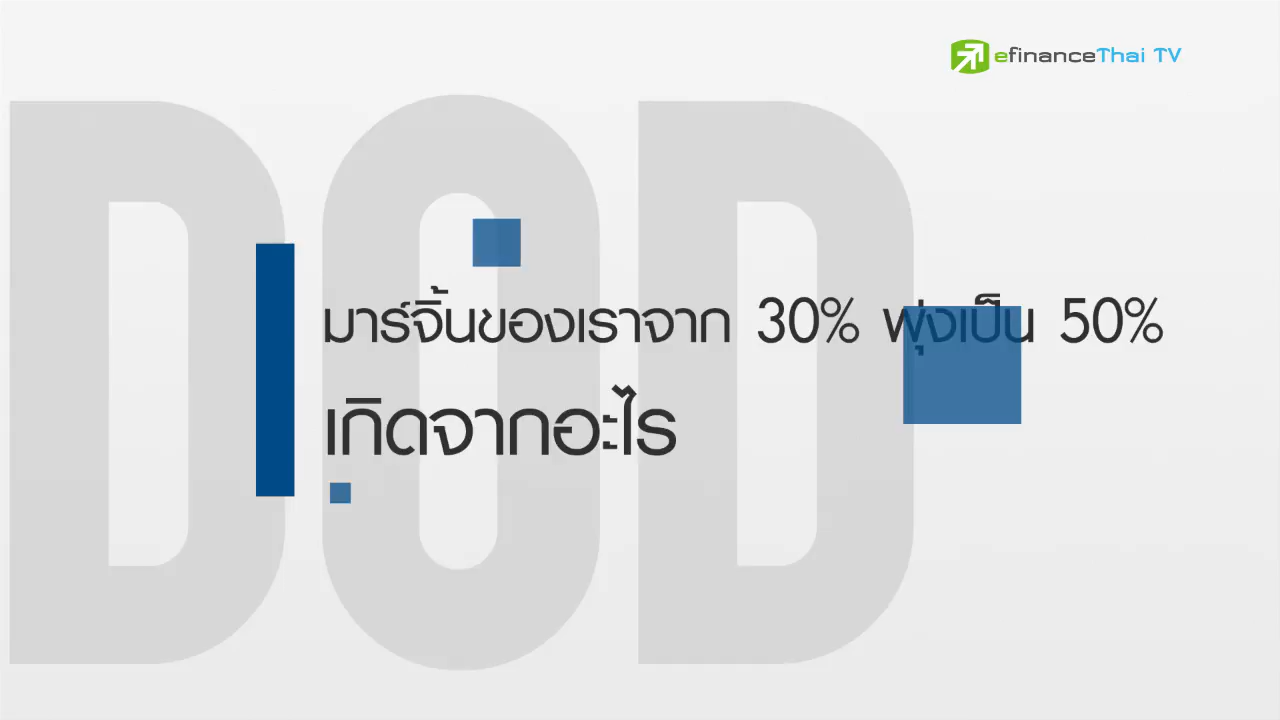 efinanceThai TV
DOD
มาร์จิ้นของเราจาก 30% พุ่งเป็น 50%
เกิดจากอะไร